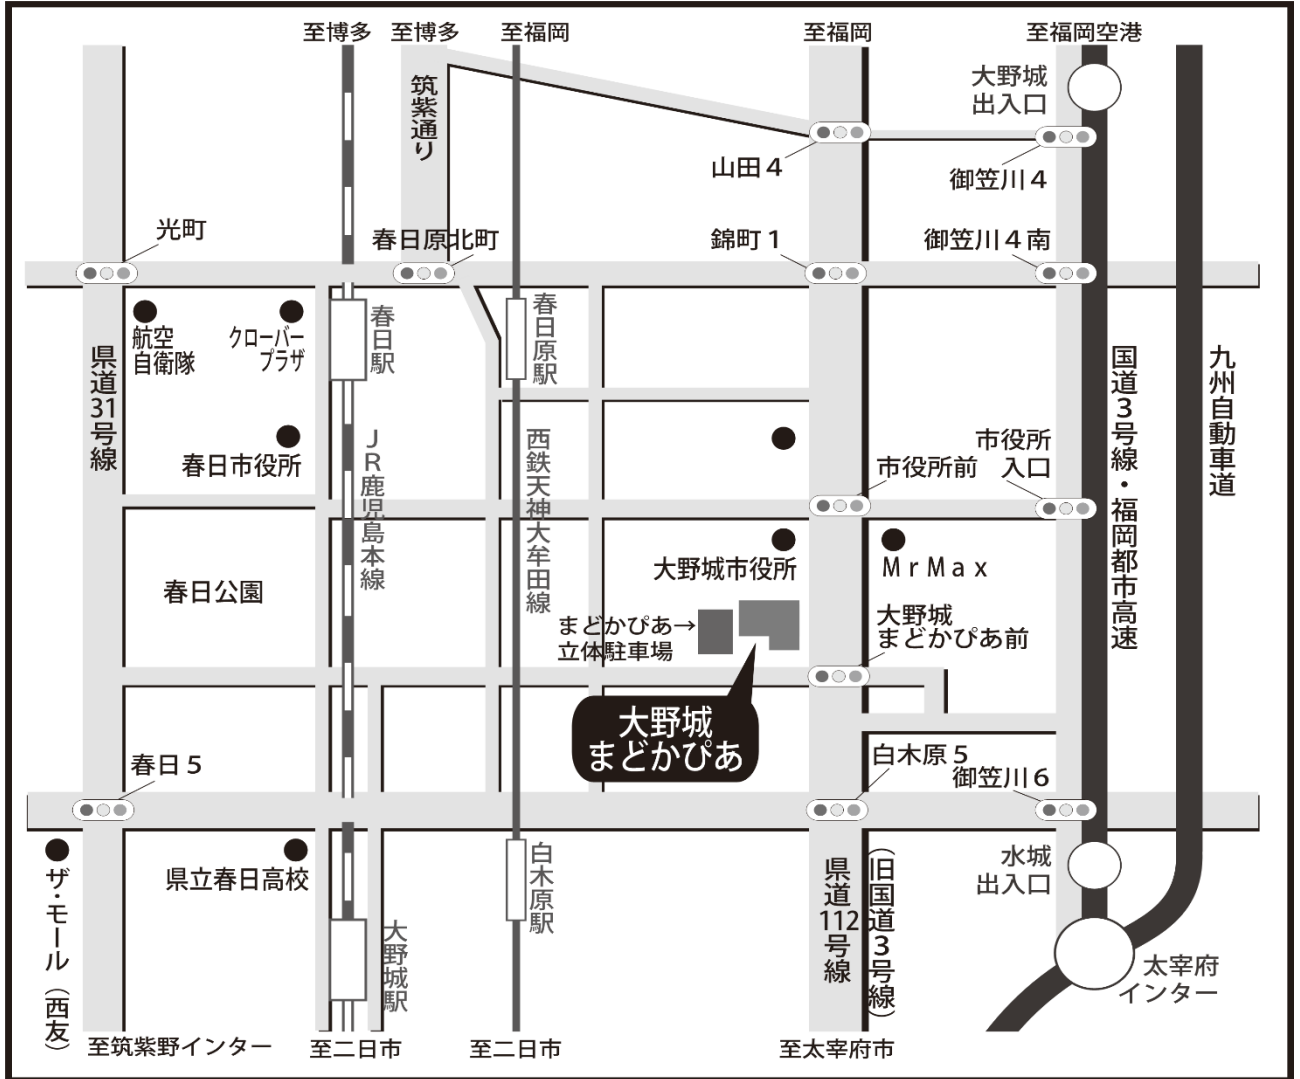 至博多
至博多
至福岡
至福岡
至福岡空港
大野城
出入口
筑紫通り
山田4
御笠川4
光町
春日原北町
錦町1
御笠川4南
航空
自衛隊
クローバー
プラザ
春日駅
春日原駅
県道31号線
国道3号線・福岡都市高速
九州自動車道
春日市役所
JR鹿児島本線
西鉄天神大牟田線
市役所前
市役所
入口
春日公園
大野城市役所
MrMax
まどかぴあ→
立体駐車場
大野城
まどかぴあ前
大野城
まどかぴあ
春日5
白木原5
御笠川6
ザ・モール(西友)
県立春日高校
白木原駅
大野城駅
県道112号線
(旧国道3号線)
水城
出入口
太宰府
インター
至筑紫野インター
至二日市
至二日市
至太宰府市